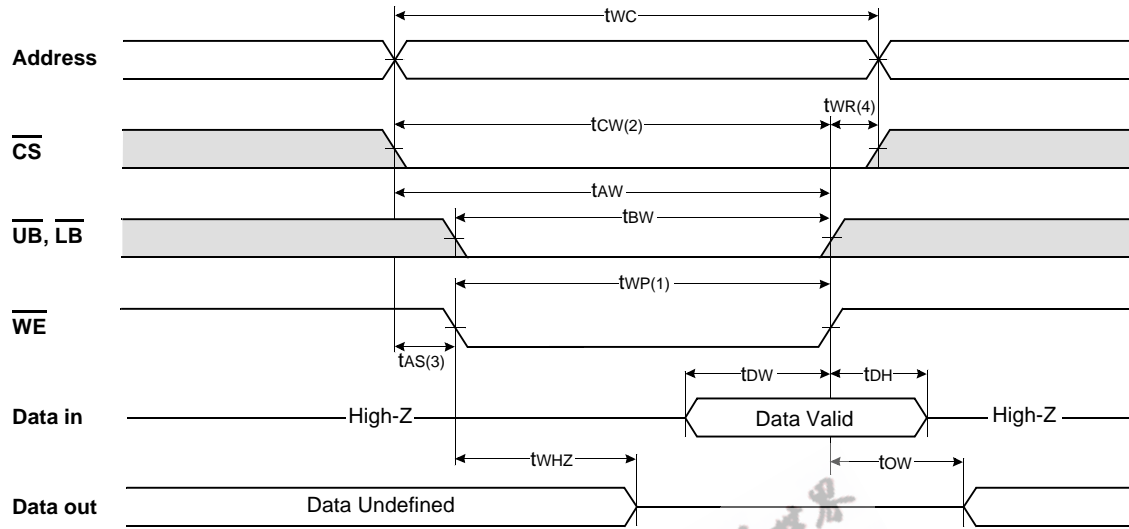 tWC
Address
tCW(2)
tWR(4)
CS
tAW
tBW
UB, LB
tWP(1)
WE
tAS(3)
tDW
tDH
Data in
High-Z
Data Valid
High-Z
tWHZ
tOW
Data out
Data Undefined